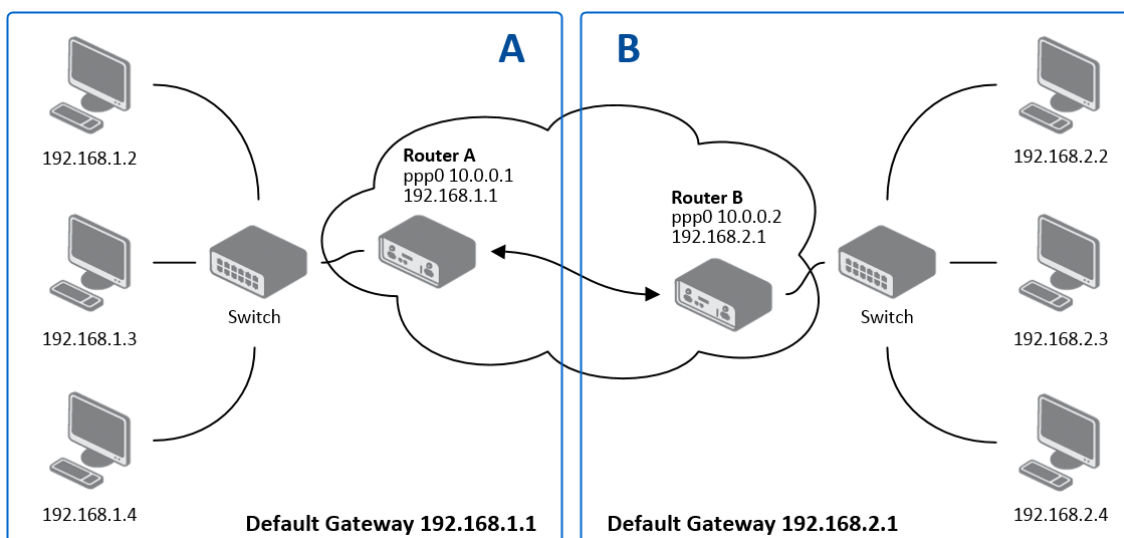 A
192.168.1.2
192.168.1.3
192.168.1.4
Switch
Router A
ppp0 10.0.0.1
192.168.1.1
Default Gateway 192.168.1.1
B
Router B
ppp0 10.0.0.2
192.168.2.1
Switch
192.168.2.2
192.168.2.3
192.168.2.4
Default Gateway 192.168.2.1